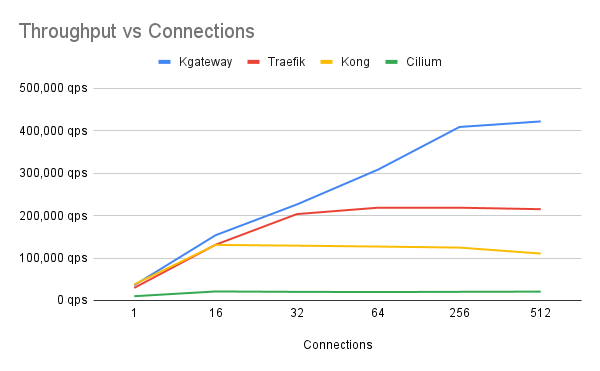 Throughput vs Connections
Kgateway Traefik Kong Cilium
500,000 qps
400,000 qps
300,000 qps
200,000 qps
100,000 qps
0 qps
1 16 32 64 256 512
Connections